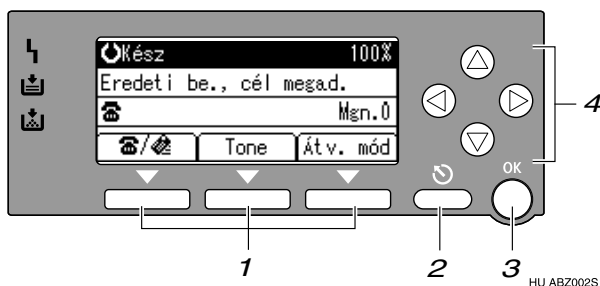 Kész 100%
Eredeti be., cél megad.
Mgn.0
/ Tone Átv. mód
OK
4
1 2 3
HU ABZ002S